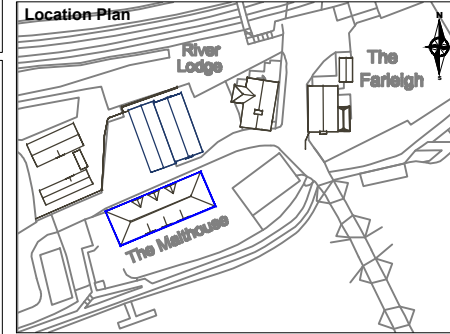 Location Plan
N
River
Lodge
The
Farleigh
S
The Malthouse